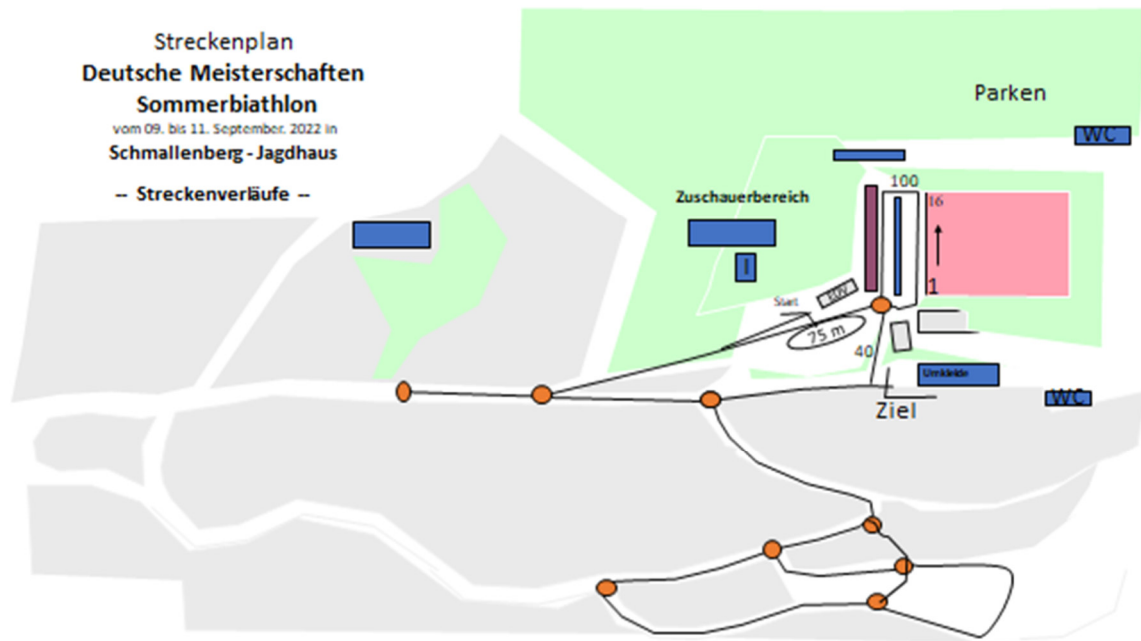 Streckenplan
Deutsche Meisterschaften
Sommerbiathlon
vom 09. bis 11. September. 2022 in
Schmallenberg - Jagdhaus
-- Streckenverläufe --
Parken
WC
Zuschauerbereich
100
16
I
1
EDV
Start
75 m
40
Umkleide
Ziel
WC